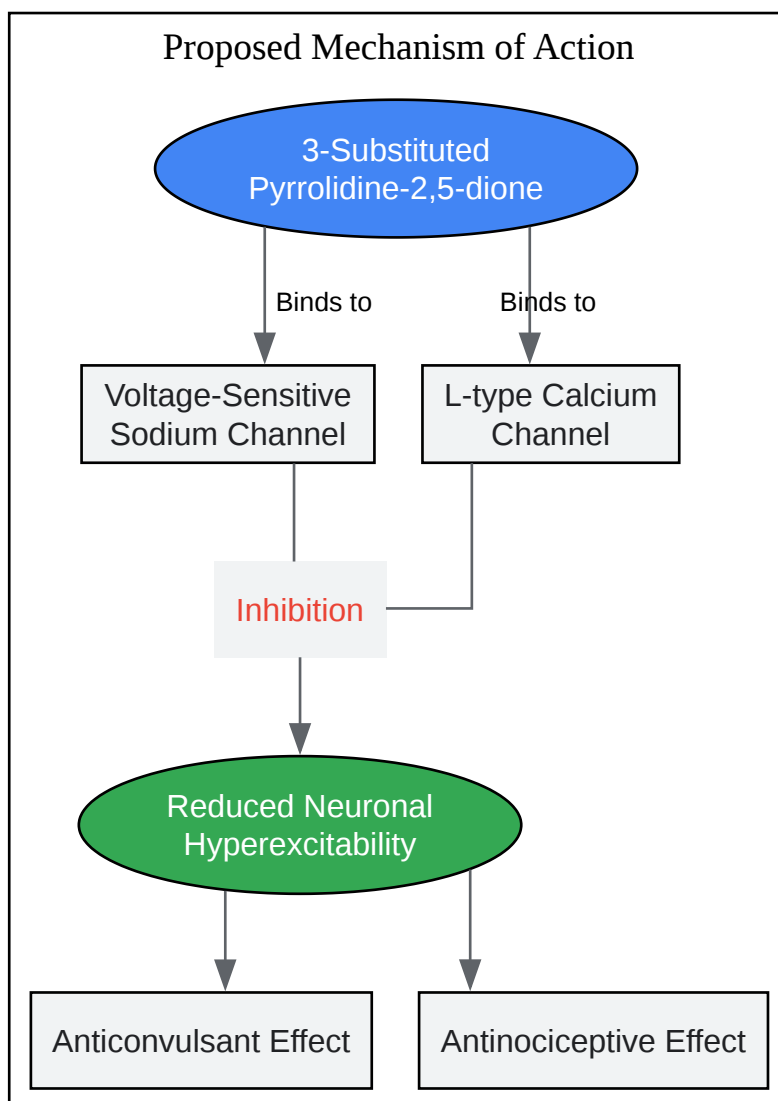 Proposed Mechanism of Action
3-Substituted
Pyrrolidine-2,5-dione
Binds to
Binds to
Voltage-Sensitive
Sodium Channel
L-type Calcium
Channel
Inhibition
Reduced Neuronal
Hyperexcitability
Anticonvulsant Effect
Antinociceptive Effect